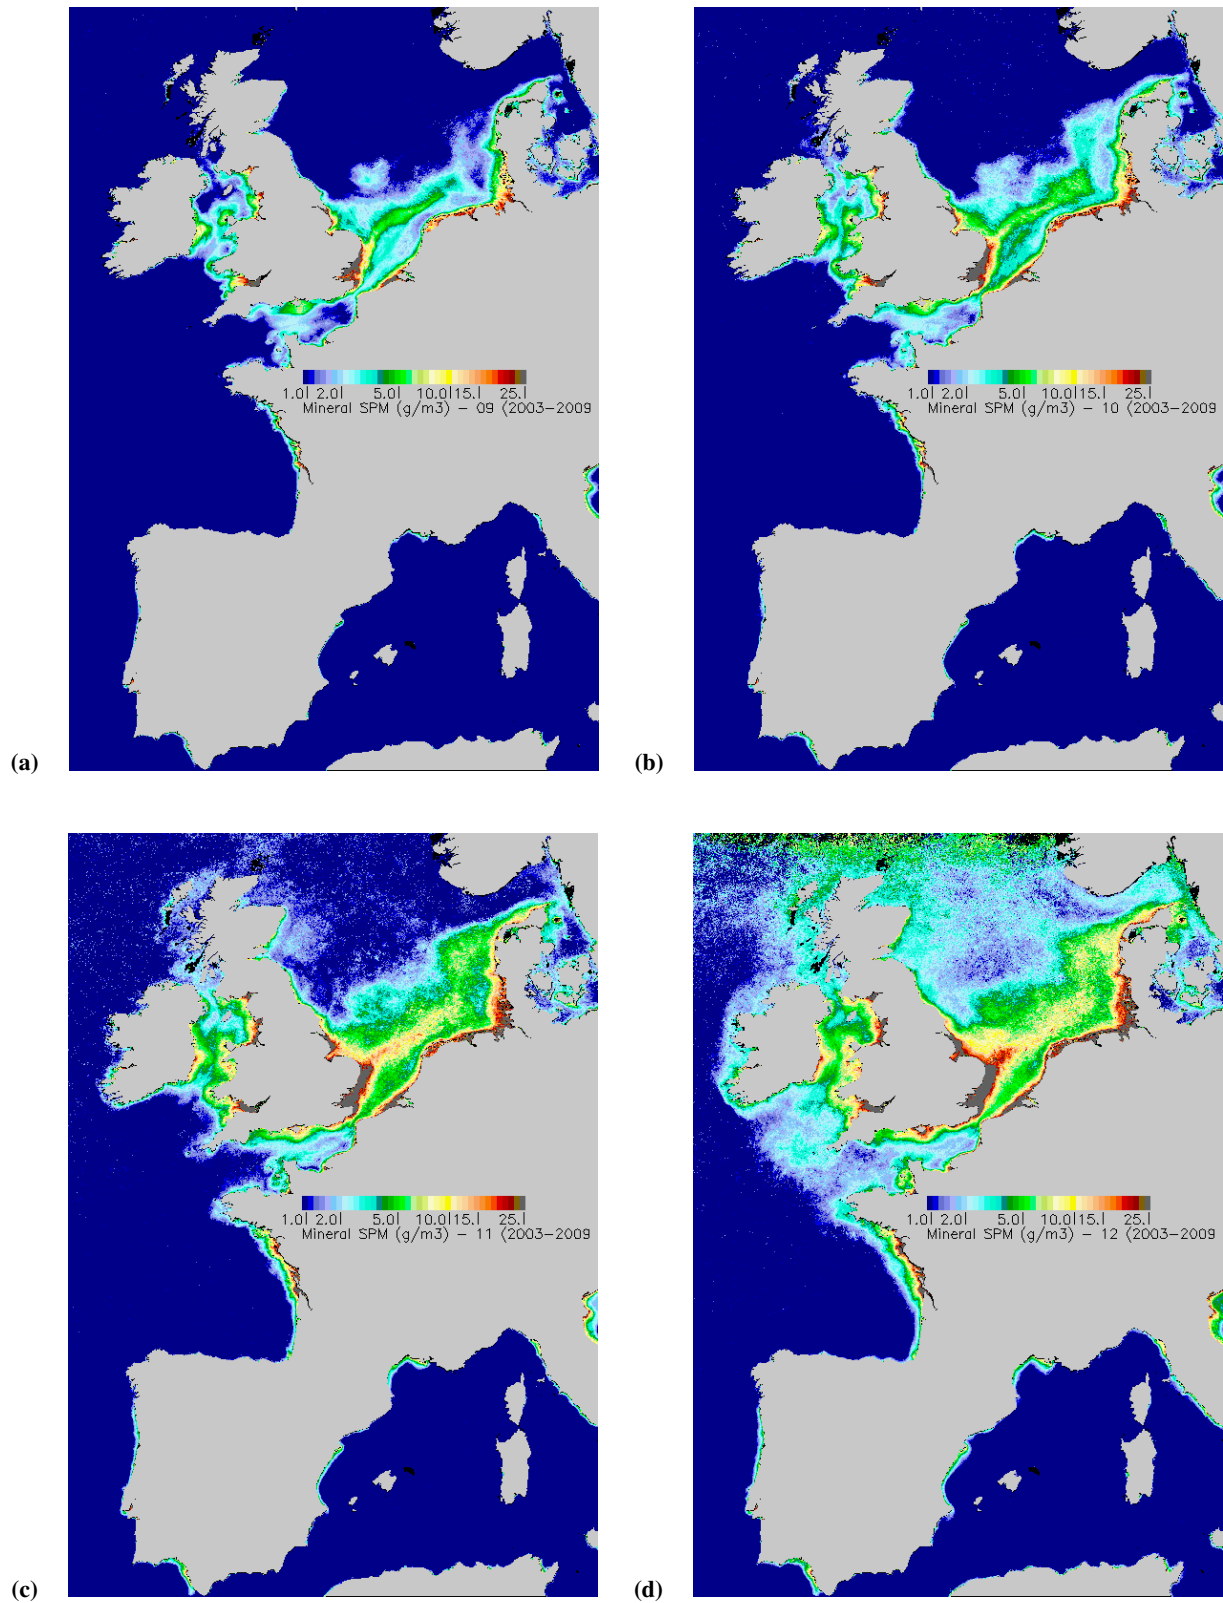 1.0| 2.0| 5.0| 10.0|15.| 25.|
Mineral SPM (g/m3) - 09 (2003-2009
(a)
1.0| 2.0| 5.0| 10.0|15.| 25.|
Mineral SPM (g/m3) - 10 (2003-2009
(b)
1.0| 2.0| 5.0| 10.0|15.| 25.|
Mineral SPM (g/m3) - 11 (2003-2009
(c)
1.0| 2.0| 5.0| 10.0|15.| 25.|
Mineral SPM (g/m3) - 12 (2003-2009
(d)